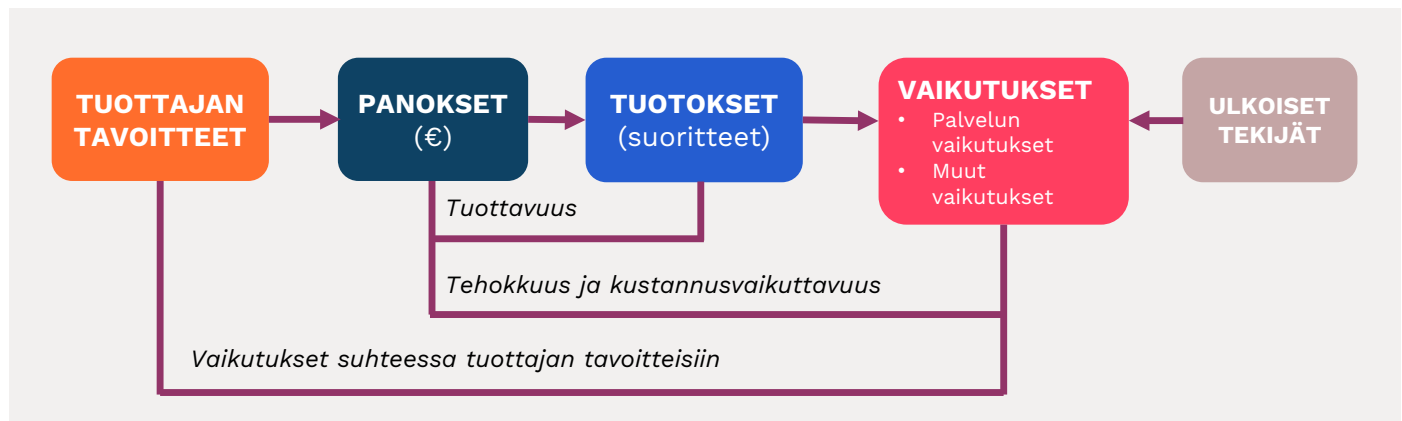 TUOTTAJAN
TAVOITTEET
PANOKSET
(€)
TUOTOKSET
(suoritteet)
VAIKUTUKSET
• Palvelun
vaikutukset
• Muut
vaikutukset
ULKOISET
TEKIJÄT
Tuottavuus
Tehokkuus ja kustannusvaikuttavuus
Vaikutukset suhteessa tuottajan tavoitteisiin